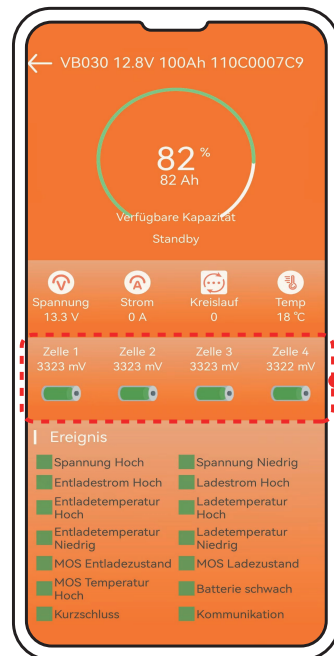 VB030 12.8V 100Ah 110C0007C9
82 %
82 Ah
Verfügbare Kapazität
Standby
Spannung Strom Kreislauf Temp
13.3 V 0 A 0 18 ℃
Zelle 1 Zelle 2 Zelle 3 Zelle 4
3323 mV 3323 mV 3323 mV 3322 mV
Ereignis
Spannung Hoch Spannung Niedrig
Entladestrom Hoch Ladestrom Hoch
Entladetemperatur Ladetemperatur
Hoch Hoch
Entladetemperatur Ladetemperatur
Niedrig Niedrig
MOS Entladezustand MOS Ladezustand
MOS Temperatur
Hoch Batterie schwach
Kurzschluss Kommunikation